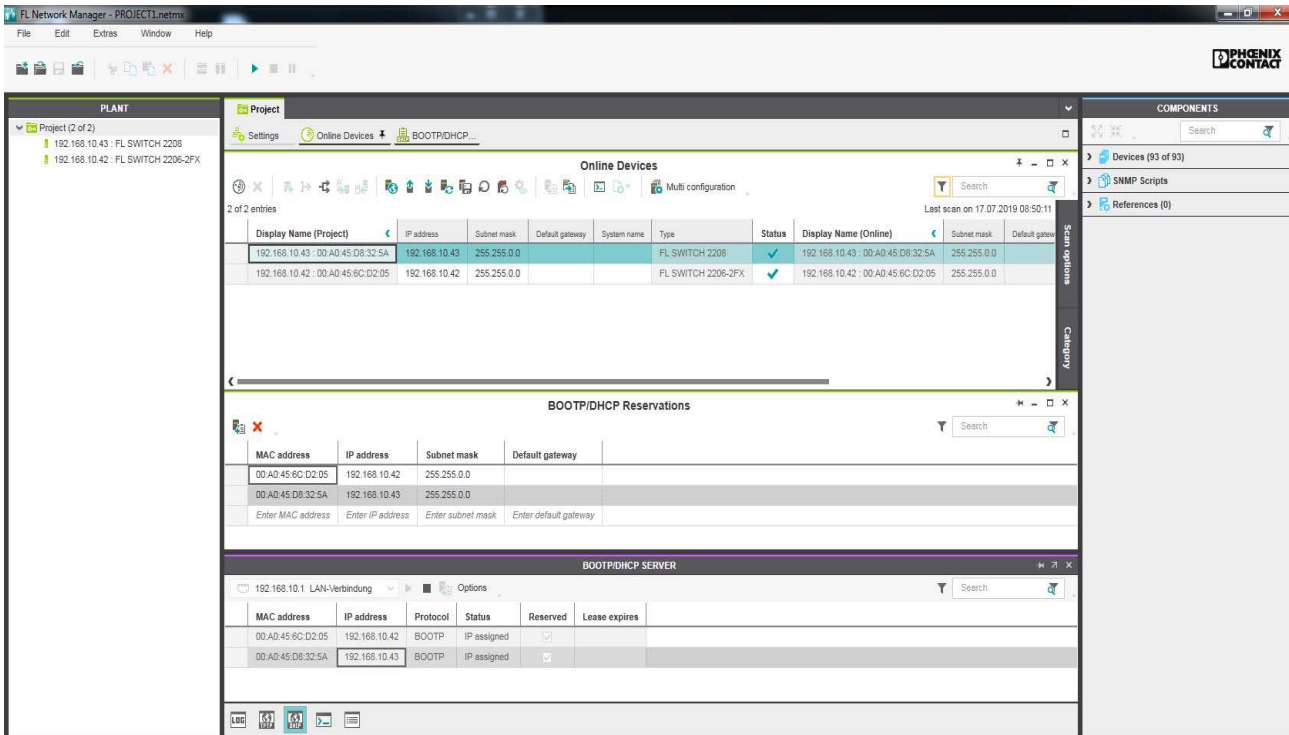 FL Network Manager - PROJECT1.netmx
File Edit Extras Window Help
PHŒNIX
CONTACT
PLANT
Project (2 of 2)
192.168.10.43 : FL SWITCH 2208
192.168.10.42 : FL SWITCH 2206-2FX
Project
Settings Online Devices BOOTP/DHCP...
Online Devices
Multi configuration Search
2 of 2 entries Last scan on 17.07.2019 08:50:11
Display Name (Project) IP address Subnet mask Default gateway System name Type Status Display Name (Online) Subnet mask Default gatew
192.168.10.43 : 00:A0:45:D8:32:5A 192.168.10.43 255.255.0.0 FL SWITCH 2208 192.168.10.43 : 00:A0:45:D8:32:5A 255.255.0.0
192.168.10.42 : 00:A0:45:6C:D2:05 192.168.10.42 255.255.0.0 FL SWITCH 2206-2FX 192.168.10.42 : 00:A0:45:6C:D2:05 255.255.0.0
Scan options
Category
BOOTP/DHCP Reservations
Search
MAC address IP address Subnet mask Default gateway
00:A0:45:6C:D2:05 192.168.10.42 255.255.0.0
00:A0:45:D8:32:5A 192.168.10.43 255.255.0.0
Enter MAC address Enter IP address Enter subnet mask Enter default gateway
BOOTP/DHCP SERVER
192.168.10.1 LAN-Verbindung Options Search
MAC address IP address Protocol Status Reserved Lease expires
00:A0:45:6C:D2:05 192.168.10.42 BOOTP IP assigned
00:A0:45:D8:32:5A 192.168.10.43 BOOTP IP assigned
LOG TFTP DHCP
COMPONENTS
Search
Devices (93 of 93)
SNMP Scripts
References (0)